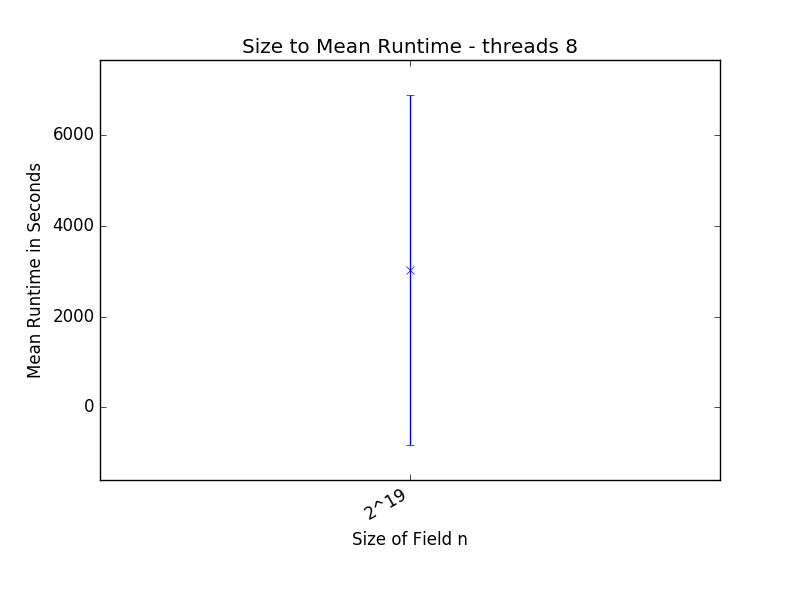 Size to Mean Runtime - threads 8
Mean Runtime in Seconds
6000
4000
2000
0
2^19
Size of Field n